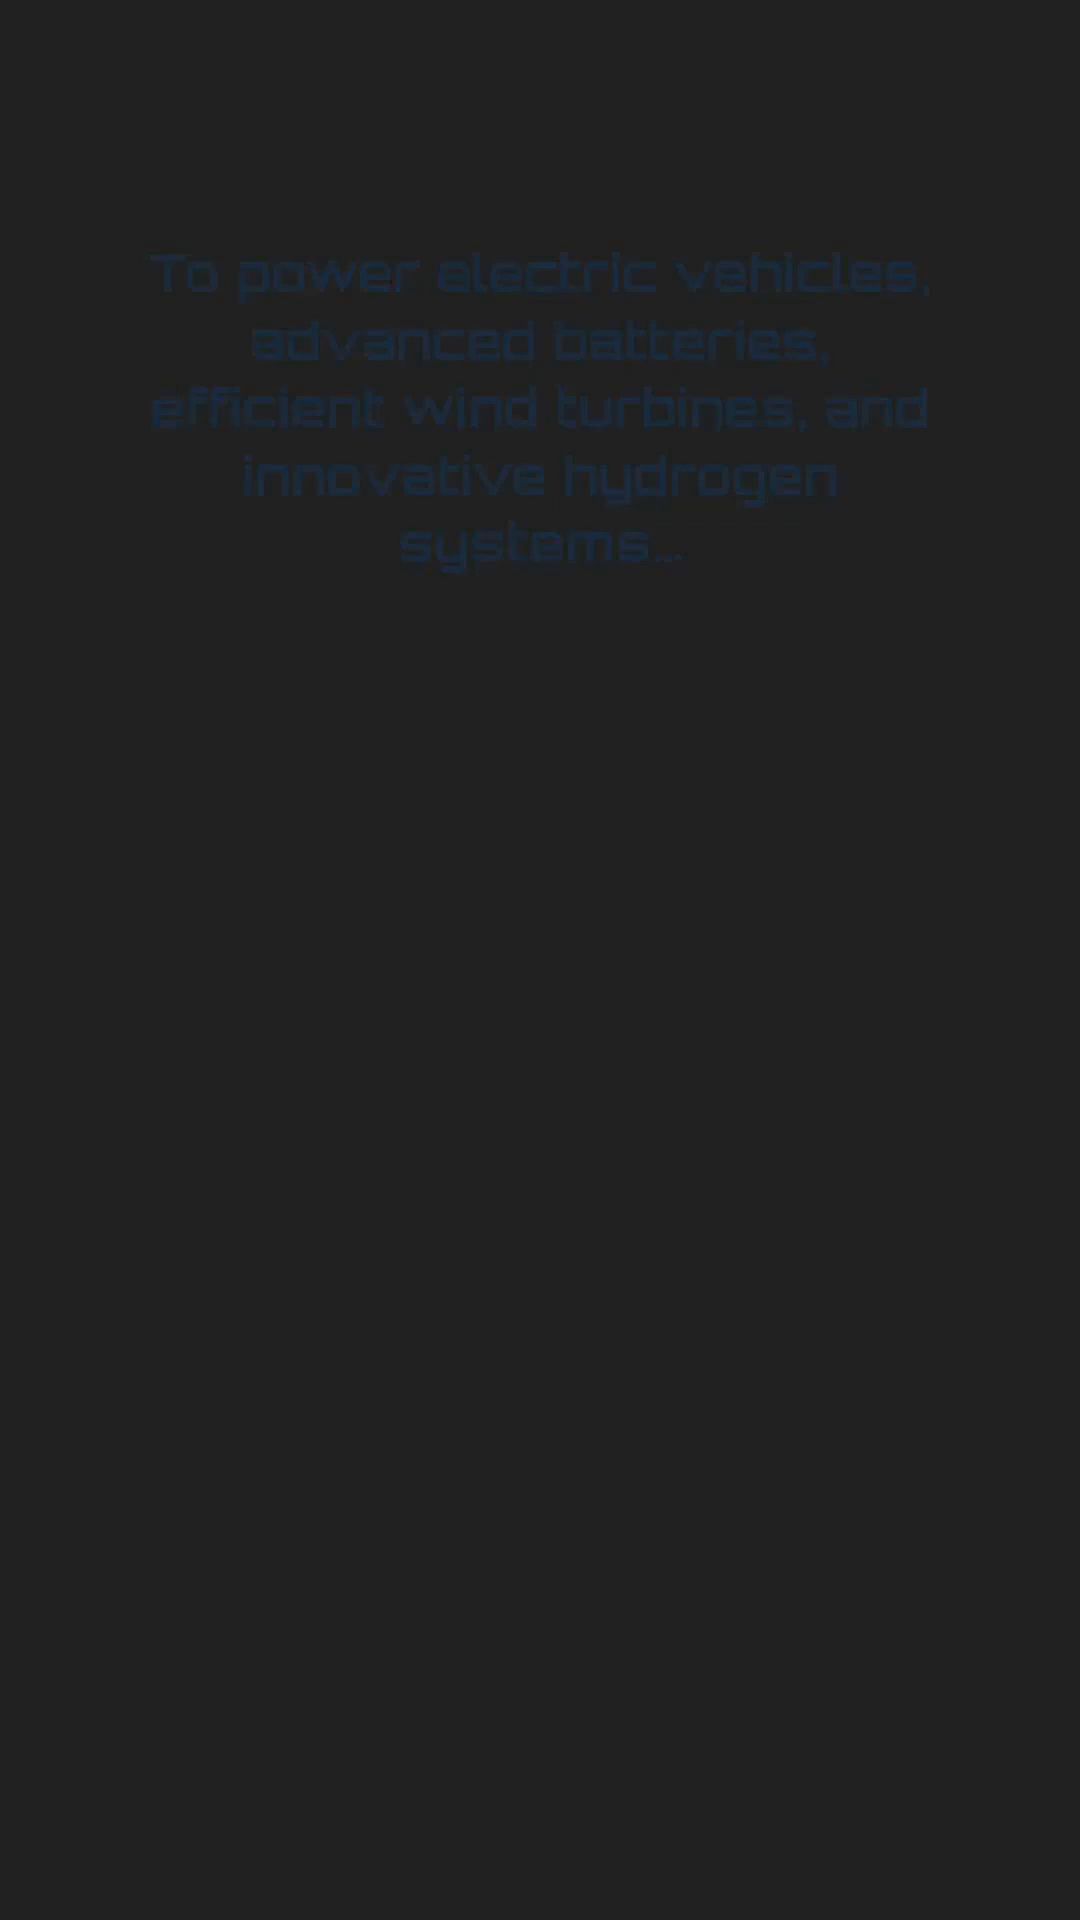 To power electric vehicles,
advanced batteries,
efficient wind turbines, and
innovative hydrogen
systems...